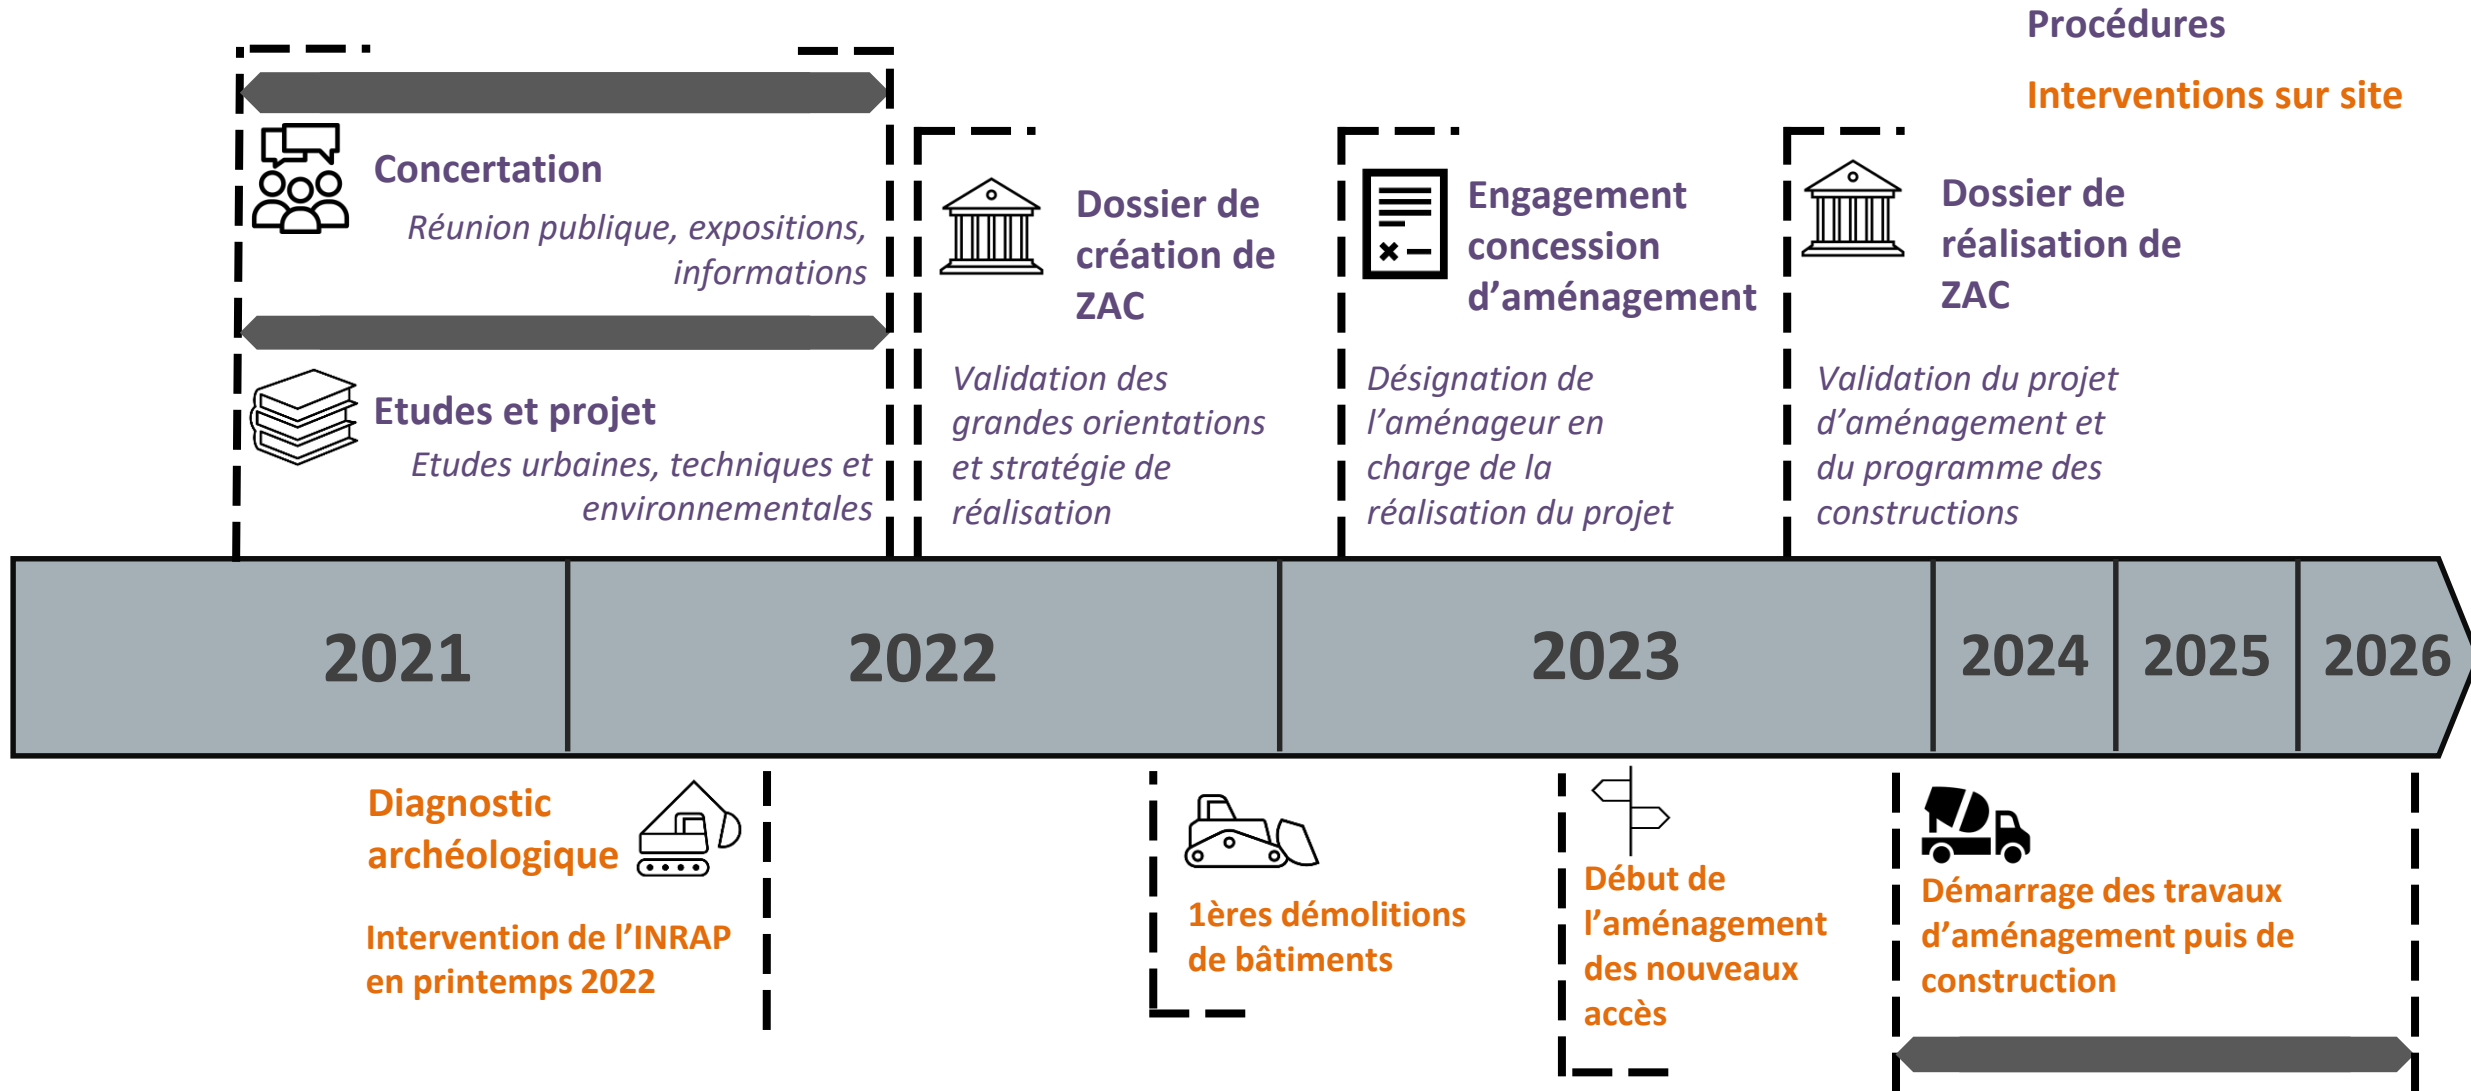 Procédures
Interventions sur site
Concertation
Réunion publique, expositions,
informations
Etudes et projet
Etudes urbaines, techniques et
environnementales
Dossier de
création de
ZAC
Validation des
grandes orientations
et stratégie de
réalisation
Engagement
concession
d’aménagement
Désignation de
l’aménageur en
charge de la
réalisation du projet
Dossier de
réalisation de
ZAC
Validation du projet
d’aménagement et
du programme des
constructions
2021
2022
2023
2024
2025
2026
Diagnostic
archéologique
Intervention de l’INRAP
en printemps 2022
1ères démolitions
de bâtiments
Début de
l’aménagement
des nouveaux
accès
Démarrage des travaux
d’aménagement puis de
construction